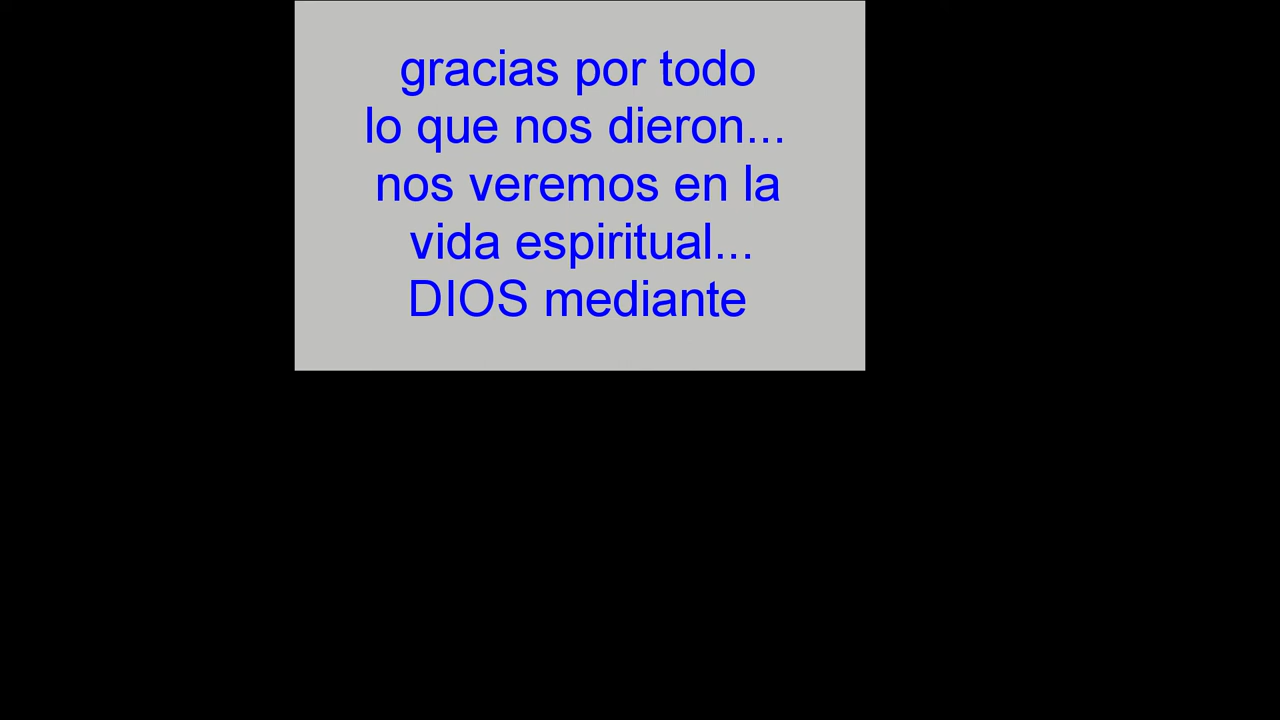 gracias por todo
lo que nos dieron...
nos veremos en la
vida espiritual...
DIOS mediante